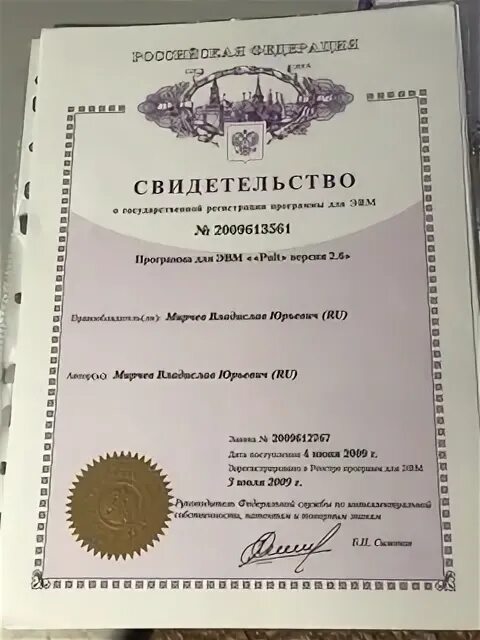 РОССИЙСКАЯ ФЕДЕРАЦИЯ
СВИДЕТЕЛЬСТВО
о государственной регистрации программы для ЭВМ
№ 2009613561
Программа для ЭВМ ««Pult» версия 2.6»
Правообладатель(ли): Мирчев Владислав Юрьевич (RU)
Автор(ы): Мирчев Владислав Юрьевич (RU)
Заявка № 2009612367
Дата поступления 4 июня 2009 г.
Зарегистрировано в Реестре программ для ЭВМ
3 июля 2009 г.
Руководитель Федеральной службы по интеллектуальной
собственности, патентам и товарным знакам
Б.П. Симонов